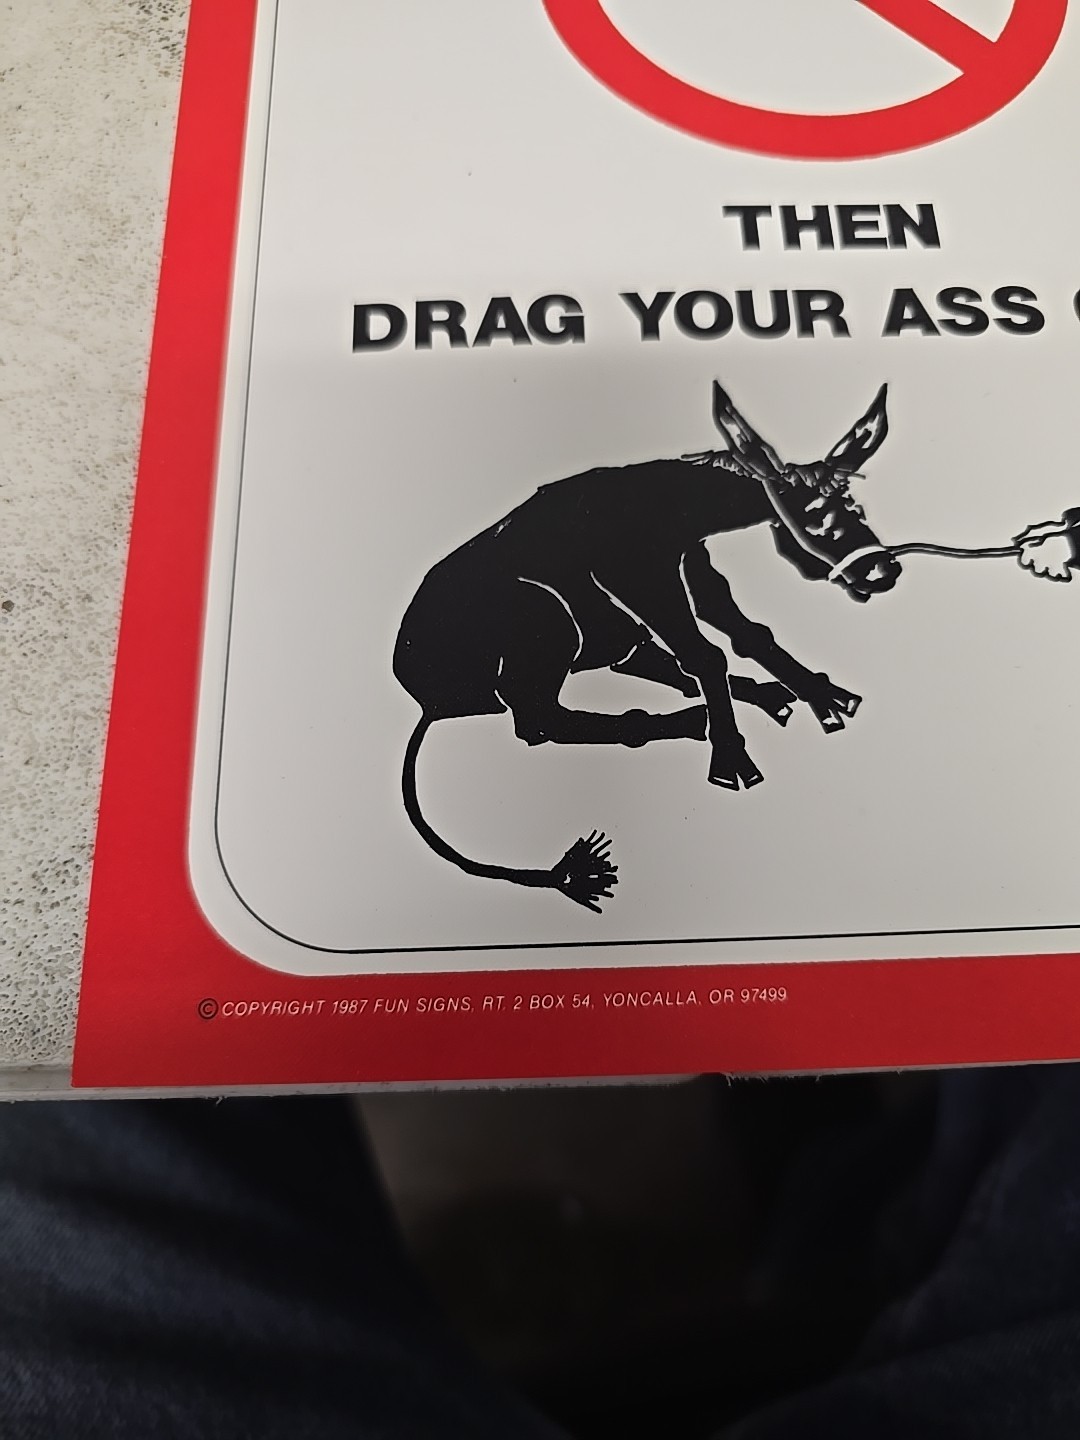 THEN
DRAG YOUR ASS
© COPYRIGHT 1987 FUN SIGNS, RT. 2 BOX 54, YONCALLA, OR 97499